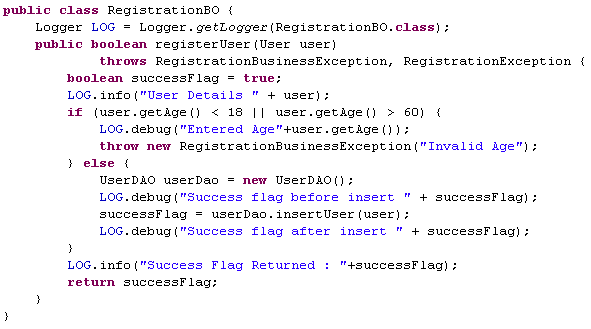 public class RegistrationBO {
    Logger LOG = Logger.getLogger(RegistrationBO.class);
    public boolean registerUser(User user)
            throws RegistrationBusinessException, RegistrationException {
        boolean successFlag = true;
        LOG.info("User Details " + user);
        if (user.getAge() < 18 || user.getAge() > 60) {
            LOG.debug("Entered Age"+user.getAge());
            throw new RegistrationBusinessException("Invalid Age");
        } else {
            UserDAO userDao = new UserDAO();
            LOG.debug("Success flag before insert " + successFlag);
            successFlag = userDao.insertUser(user);
            LOG.debug("Success flag after insert " + successFlag);
        }
        LOG.info("Success Flag Returned : "+successFlag);
        return successFlag;
    }
}